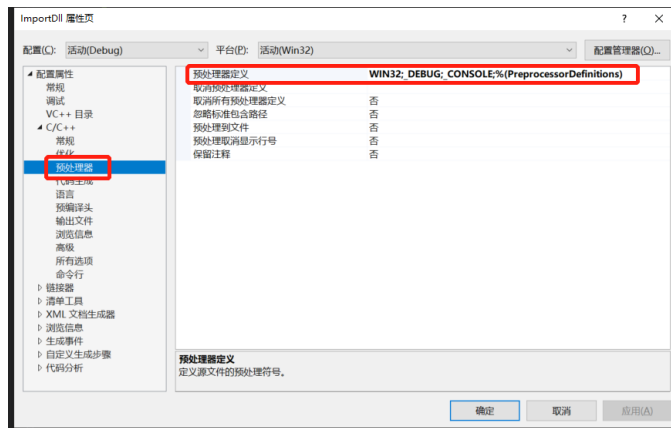 ImportDll 属性页
? ×
配置(C): 活动(Debug) 平台(P): 活动(Win32) 配置管理器(O)...
配置属性
常规
调试
VC++ 目录
C/C++
常规
优化
预处理器
代码生成
语言
预编译头
输出文件
浏览信息
高级
所有选项
命令行
链接器
清单工具
XML 文档生成器
浏览信息
生成事件
自定义生成步骤
代码分析
预处理器定义 WIN32;_DEBUG;_CONSOLE;%(PreprocessorDefinitions)
取消预处理器定义
取消所有预处理器定义 否
忽略标准包含路径 否
预处理到文件 否
预处理取消显示行号 否
保留注释 否
预处理器定义
定义源文件的预处理符号。
确定 取消 应用(A)